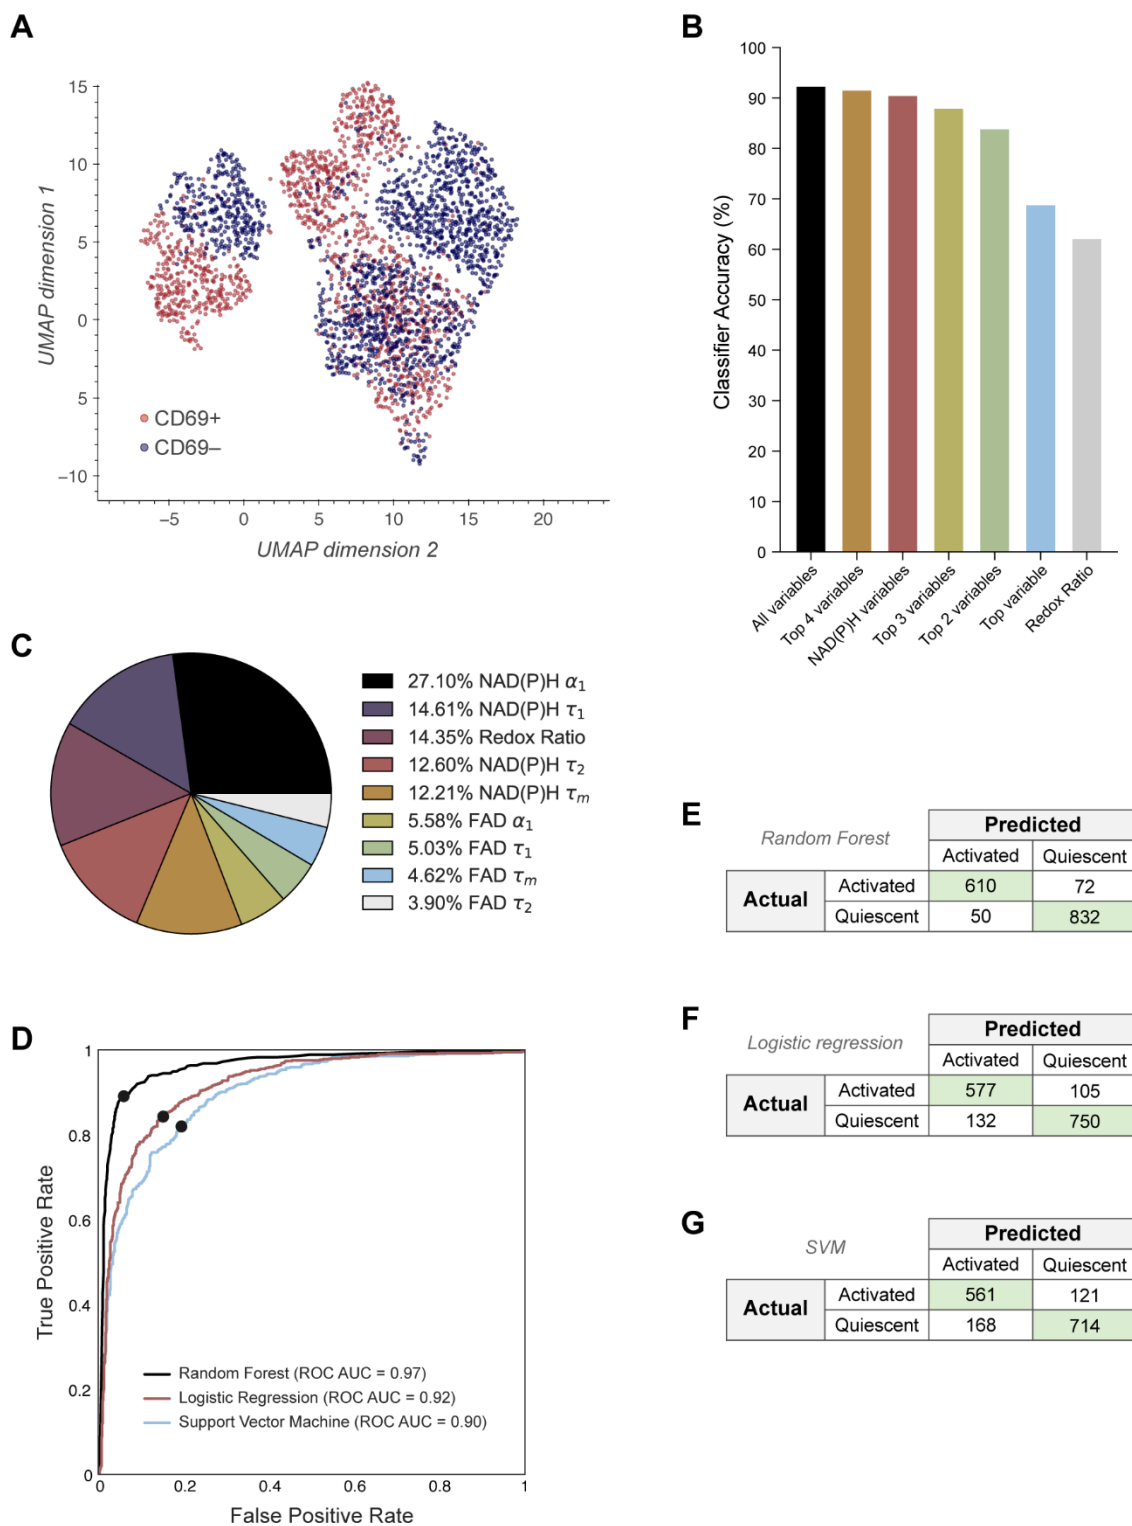 A
15
10
5
0
5
−10
−5
0
5
10
15
20
UMAP dimension 1
UMAP dimension 2
CD69+
CD69–
B
100
90
80
70
60
50
40
30
20
10
0
Classifier Accuracy (%)
All variables
Top 4 variables
NAD(P)H variables
Top 3 variables
Top 2 variables
Top variable
Redox Ratio
C
27.10% NAD(P)H α1
14.61% NAD(P)H τ1
14.35% Redox Ratio
12.60% NAD(P)H τ2
12.21% NAD(P)H τm
5.58% FAD α1
5.03% FAD τ1
4.62% FAD τm
3.90% FAD τ2
D
1
0.8
0.6
0.4
0.2
0
0
0.2
0.4
0.6
0.8
1
True Positive Rate
False Positive Rate
Random Forest (ROC AUC = 0.97)
Logistic Regression (ROC AUC = 0.92)
Support Vector Machine (ROC AUC = 0.90)
E
Random Forest
Predicted
Activated Quiescent
Actual
Activated 610 72
Quiescent 50 832
F
Logistic regression
Predicted
Activated Quiescent
Actual
Activated 577 105
Quiescent 132 750
G
SVM
Predicted
Activated Quiescent
Actual
Activated 561 121
Quiescent 168 714